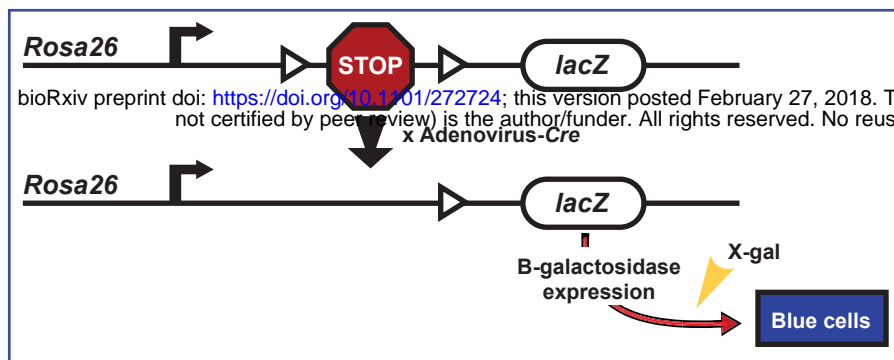 Rosa26
STOP
lacZ
bioRxiv preprint doi: https://doi.org/10.1101/272724; this version posted February 27, 2018. T
not certified by peer review) is the author/funder. All rights reserved. No reus
x Adenovirus-Cre
Rosa26
lacZ
B-galactosidase
expression
X-gal
Blue cells